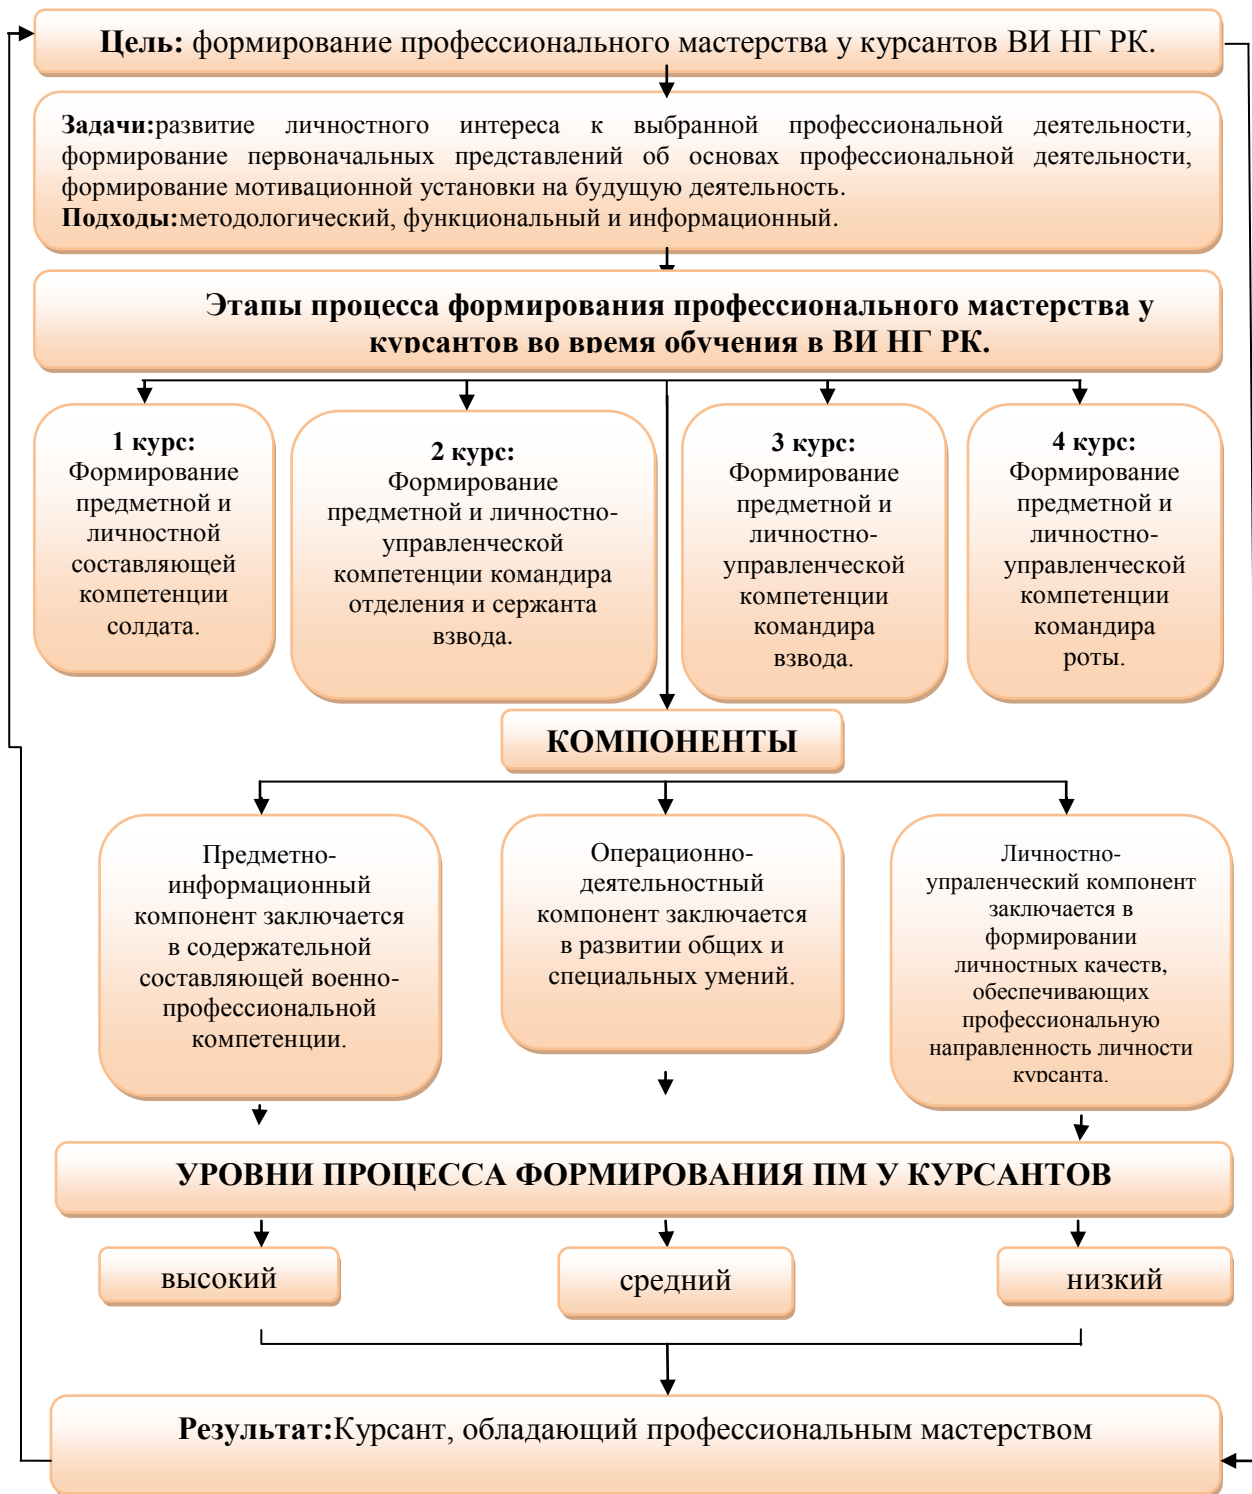 Цель: формирование профессионального мастерства у курсантов ВИ НГ РК.
Задачи:развитие личностного интереса к выбранной профессиональной деятельности,
формирование первоначальных представлений об основах профессиональной деятельности,
формирование мотивационной установки на будущую деятельность.
Подходы:методологический, функциональный и информационный.
Этапы процесса формирования профессионального мастерства у
курсантов во время обучения в ВИ НГ РК.
1 курс:
Формирование
предметной и
личностной
составляющей
компетенции
солдата.
2 курс:
Формирование
предметной и личностно-
управленческой
компетенции командира
отделения и сержанта
взвода.
3 курс:
Формирование
предметной и
личностно-
управленческой
компетенции
командира
взвода.
4 курс:
Формирование
предметной и
личностно-
управленческой
компетенции
командира
роты.
КОМПОНЕНТЫ
Предметно-
информационный
компонент заключается
в содержательной
составляющей военно-
профессиональной
компетенции.
Операционно-
деятельностный
компонент заключается
в развитии общих и
специальных умений.
Личностно-
упраленческий компонент
заключается в
формировании
личностных качеств,
обеспечивающих
профессиональную
направленность личности
курсанта.
УРОВНИ ПРОЦЕССА ФОРМИРОВАНИЯ ПМ У КУРСАНТОВ
высокий
средний
низкий
Результат:Курсант, обладающий профессиональным мастерством